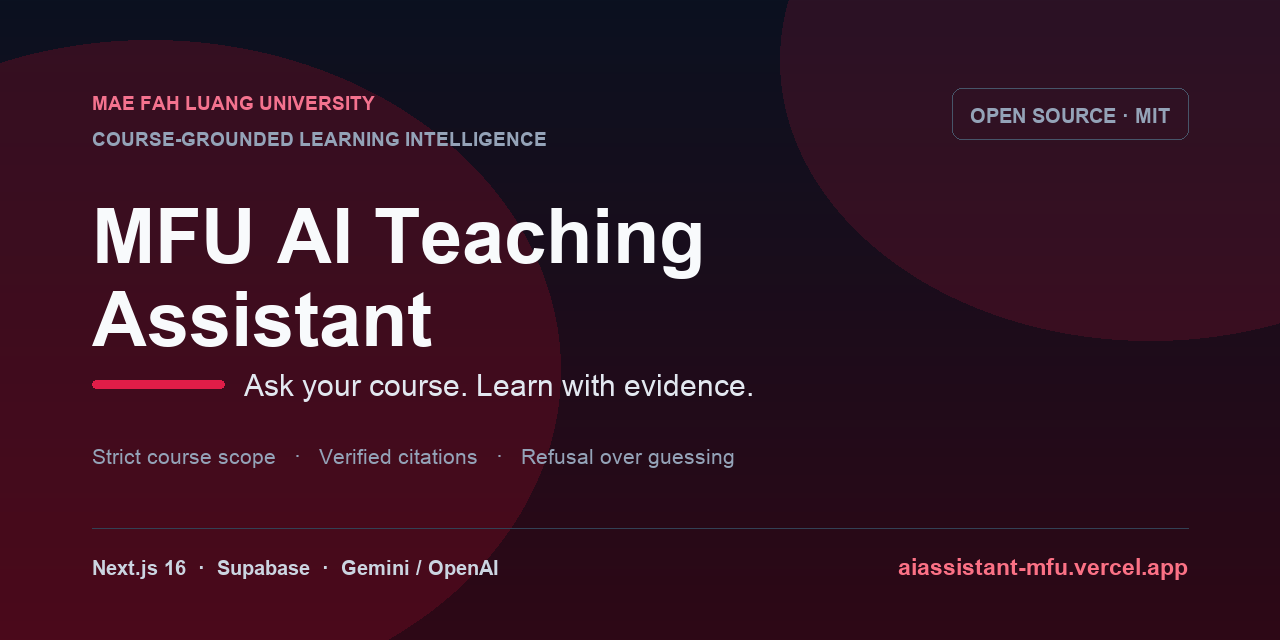 MAE FAH LUANG UNIVERSITY
COURSE-GROUNDED LEARNING INTELLIGENCE
OPEN SOURCE · MIT
MFU AI Teaching
Assistant
Ask your course. Learn with evidence.
Strict course scope · Verified citations · Refusal over guessing
Next.js 16 · Supabase · Gemini / OpenAI
aiassistant-mfu.vercel.app